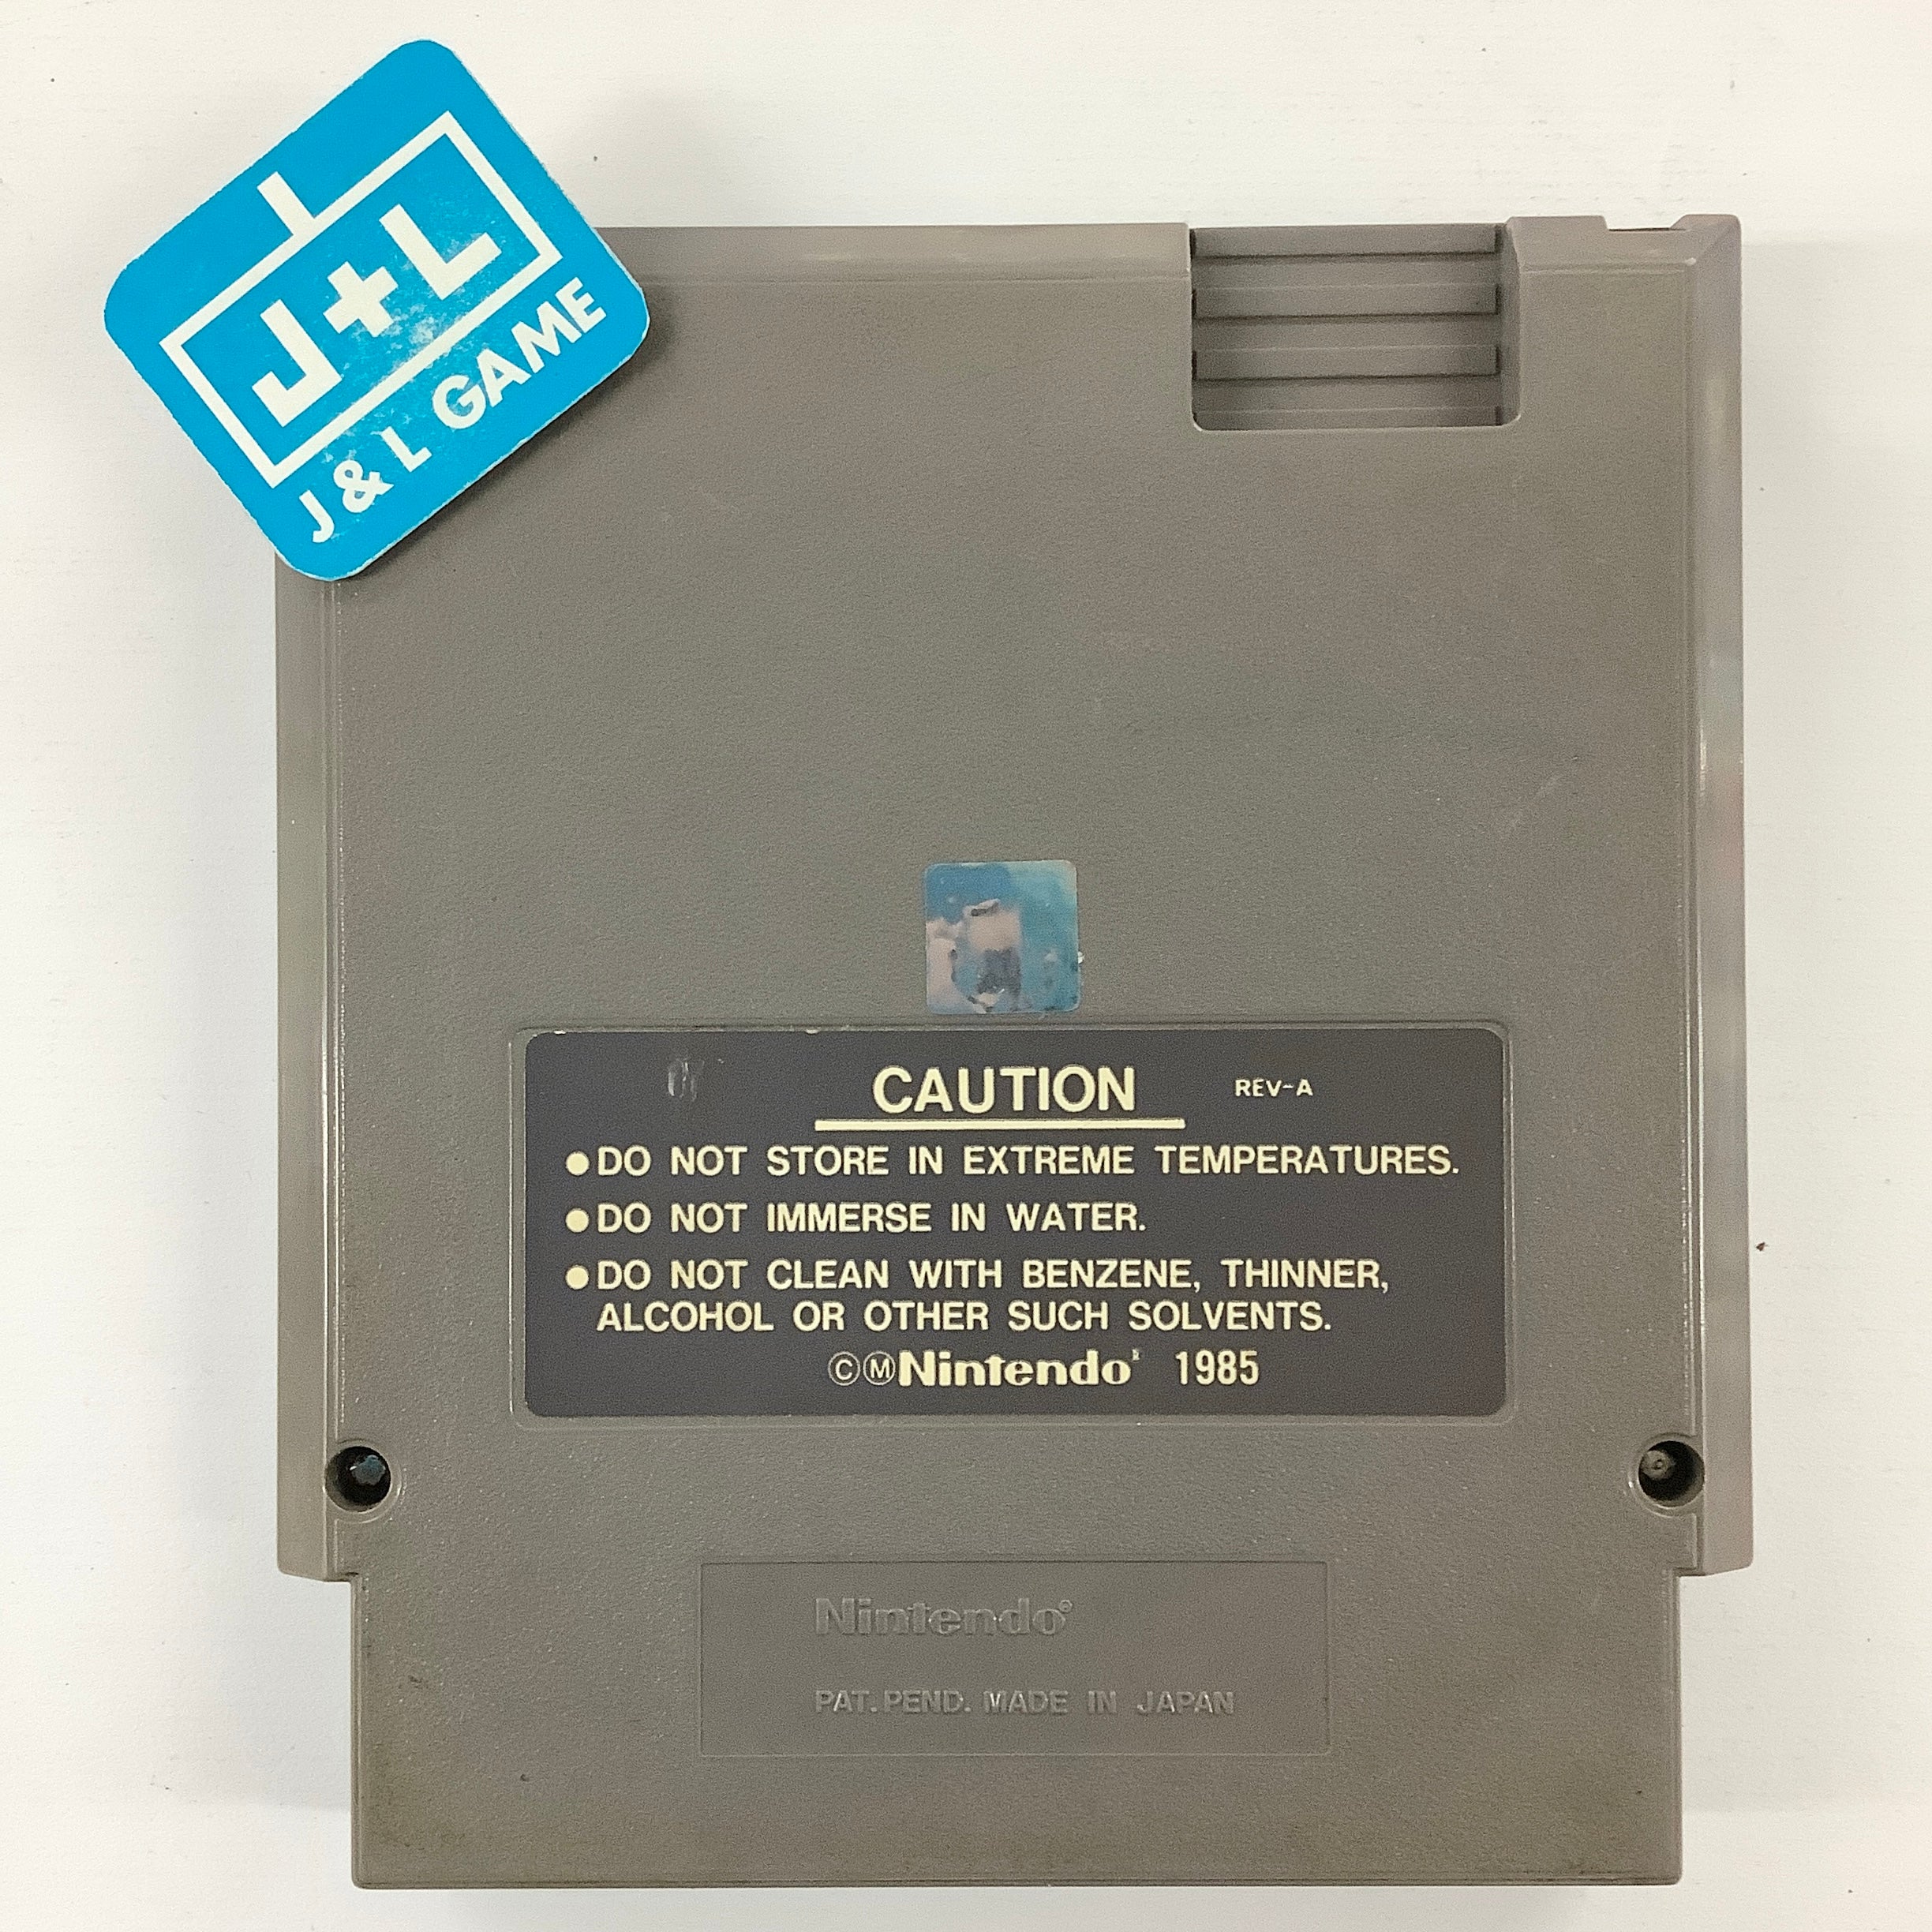 J+L
J & L GAME
CAUTION REV-A
●DO NOT STORE IN EXTREME TEMPERATURES.
●DO NOT IMMERSE IN WATER.
●DO NOT CLEAN WITH BENZENE, THINNER,
ALCOHOL OR OTHER SUCH SOLVENTS.
©ⓂNintendo® 1985
Nintendo®
PAT. PEND. MADE IN JAPAN